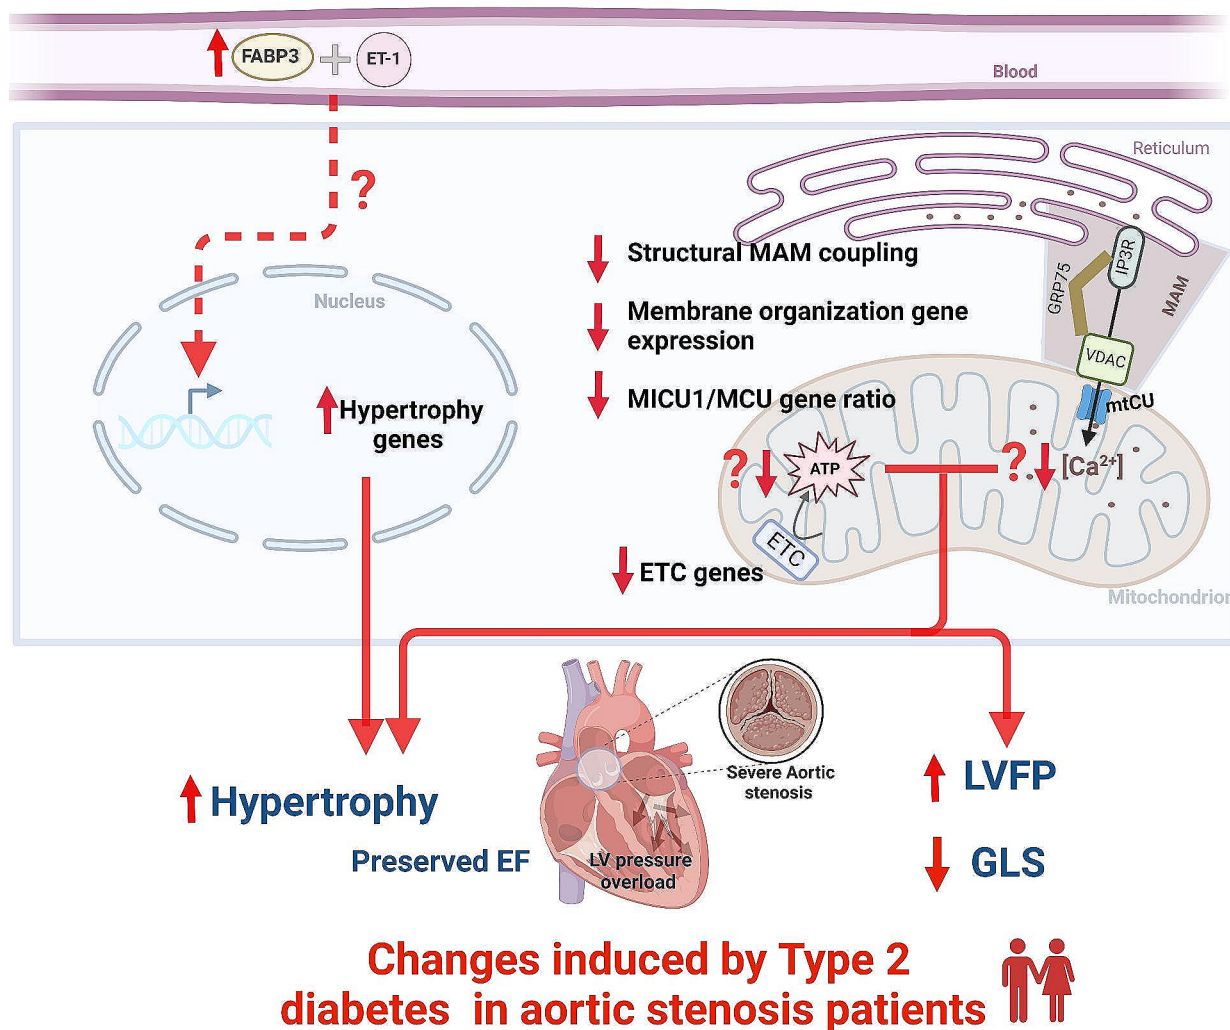 FABP3
ET-1
Blood
Reticulum
?
IP3R
GRP75
MAM
Structural MAM coupling
Nucleus
Membrane organization gene
expression
VDAC
MICU1/MCU gene ratio
mtCU
Hypertrophy
genes
?
ATP
?
[Ca²⁺]
ETC
ETC genes
Mitochondrion
Severe Aortic
stenosis
LVFP
Hypertrophy
Preserved EF
LV pressure
overload
GLS
Changes induced by Type 2
diabetes in aortic stenosis patients